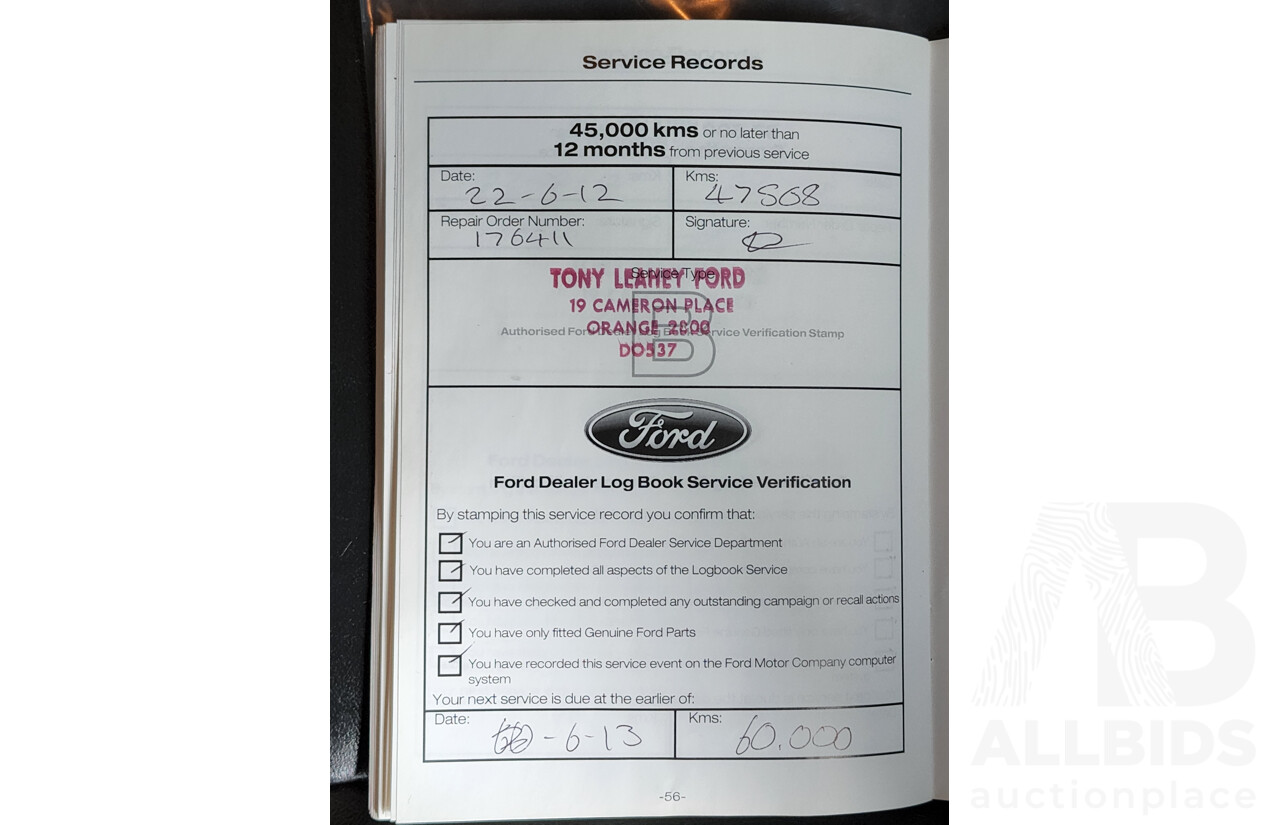 Service Records
45,000 kms or no later than
12 months from previous service
Date: 22-6-12
Kms: 47568
Repair Order Number: 176411
Signature:
Service Type
TONY LEAHEY FORD
19 CAMERON PLACE
ORANGE 2800
DO537
B
Authorised Ford Dealer Log Book Service Verification Stamp
Ford
Ford Dealer Log Book Service Verification
By stamping this service record you confirm that:
You are an Authorised Ford Dealer Service Department
You have completed all aspects of the Logbook Service
You have checked and completed any outstanding campaign or recall actions
You have only fitted Genuine Ford Parts
You have recorded this service event on the Ford Motor Company computer
system
Your next service is due at the earlier of:
Date: -6-13
Kms: 60.000
-56-
AB
ALLBIDS
auctionplace